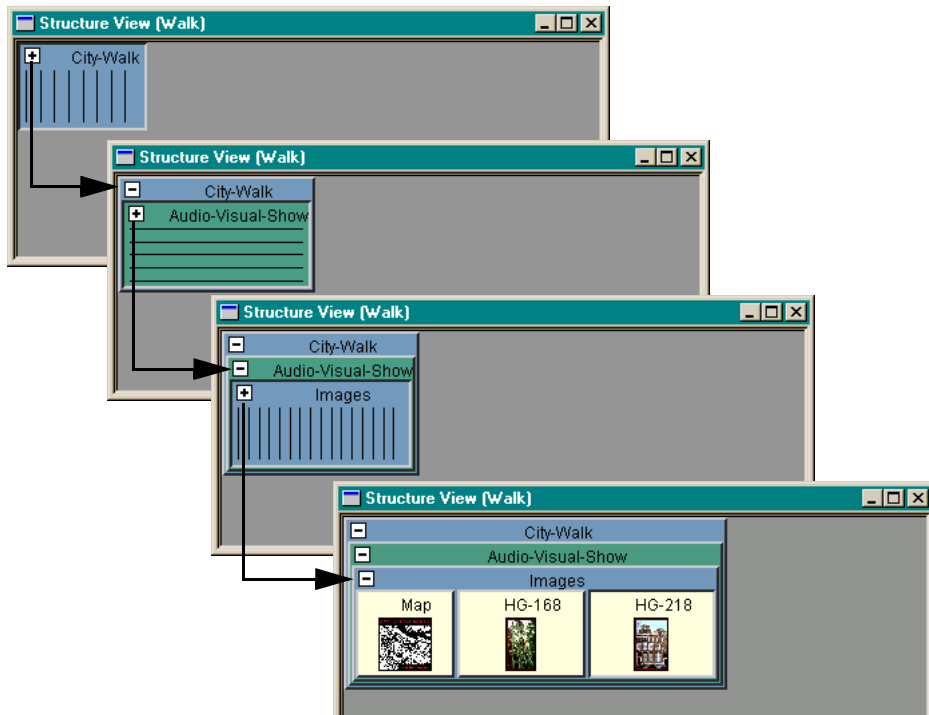 Structure View (Walk)
City-Walk
Structure View (Walk)
City-Walk
Audio-Visual-Show
Structure View (Walk)
City-Walk
Audio-Visual-Show
Images
Structure View (Walk)
City-Walk
Audio-Visual-Show
Images
Map HG-168 HG-218